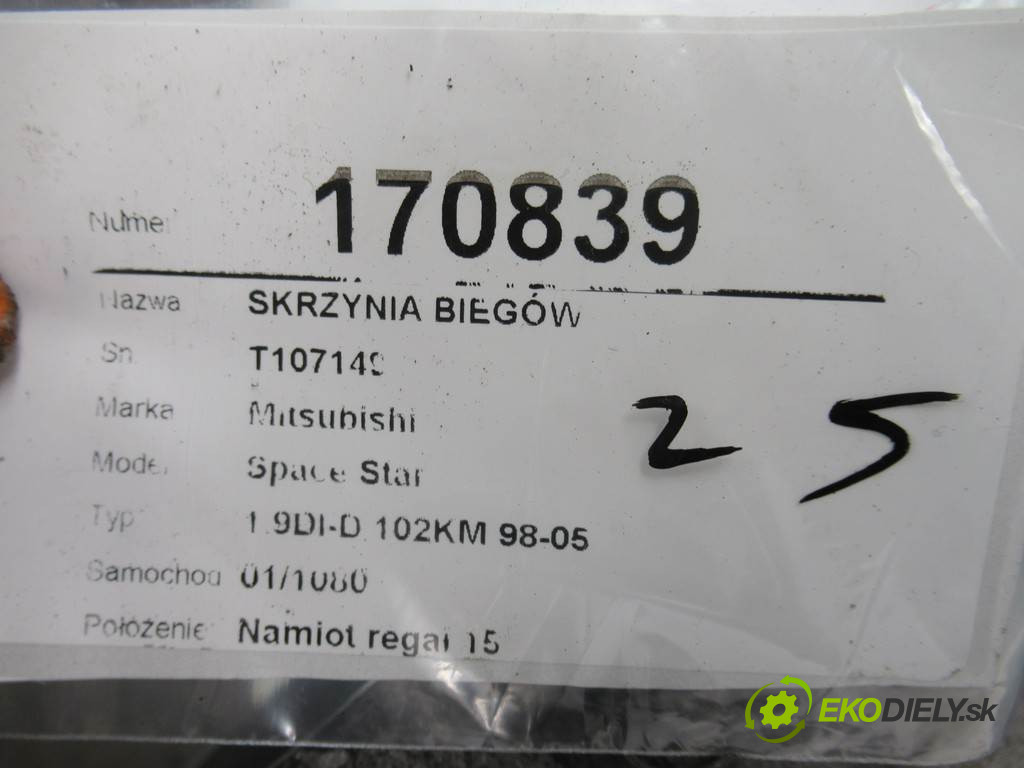 Numer 170839
Nazwa SKRZYNIA BIEGÓW
Sn T107149
Marka Mitsubishi
Model Space Star
Typ 1.9DI-D 102KM 98-05
Samochód 01/1080
Położenie Namiot regał 15
2 5
EKODIELY.sk